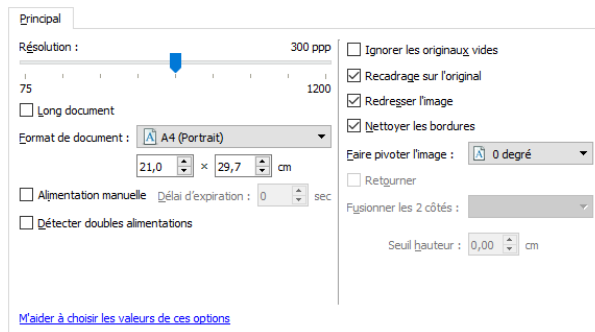 Principal
Résolution :
300 ppp
75
1200
Long document
Format de document :
A4 (Portrait)
21,0 × 29,7 cm
Alimentation manuelle
Délai d'expiration :
0 sec
Détecter doubles alimentations
M'aider à choisir les valeurs de ces options
Ignorer les originaux vides
Recadrage sur l'original
Redresser l'image
Nettoyer les bordures
Faire pivoter l'image :
0 degré
Retourner
Fusionner les 2 côtés :
Seuil hauteur :
0,00 cm